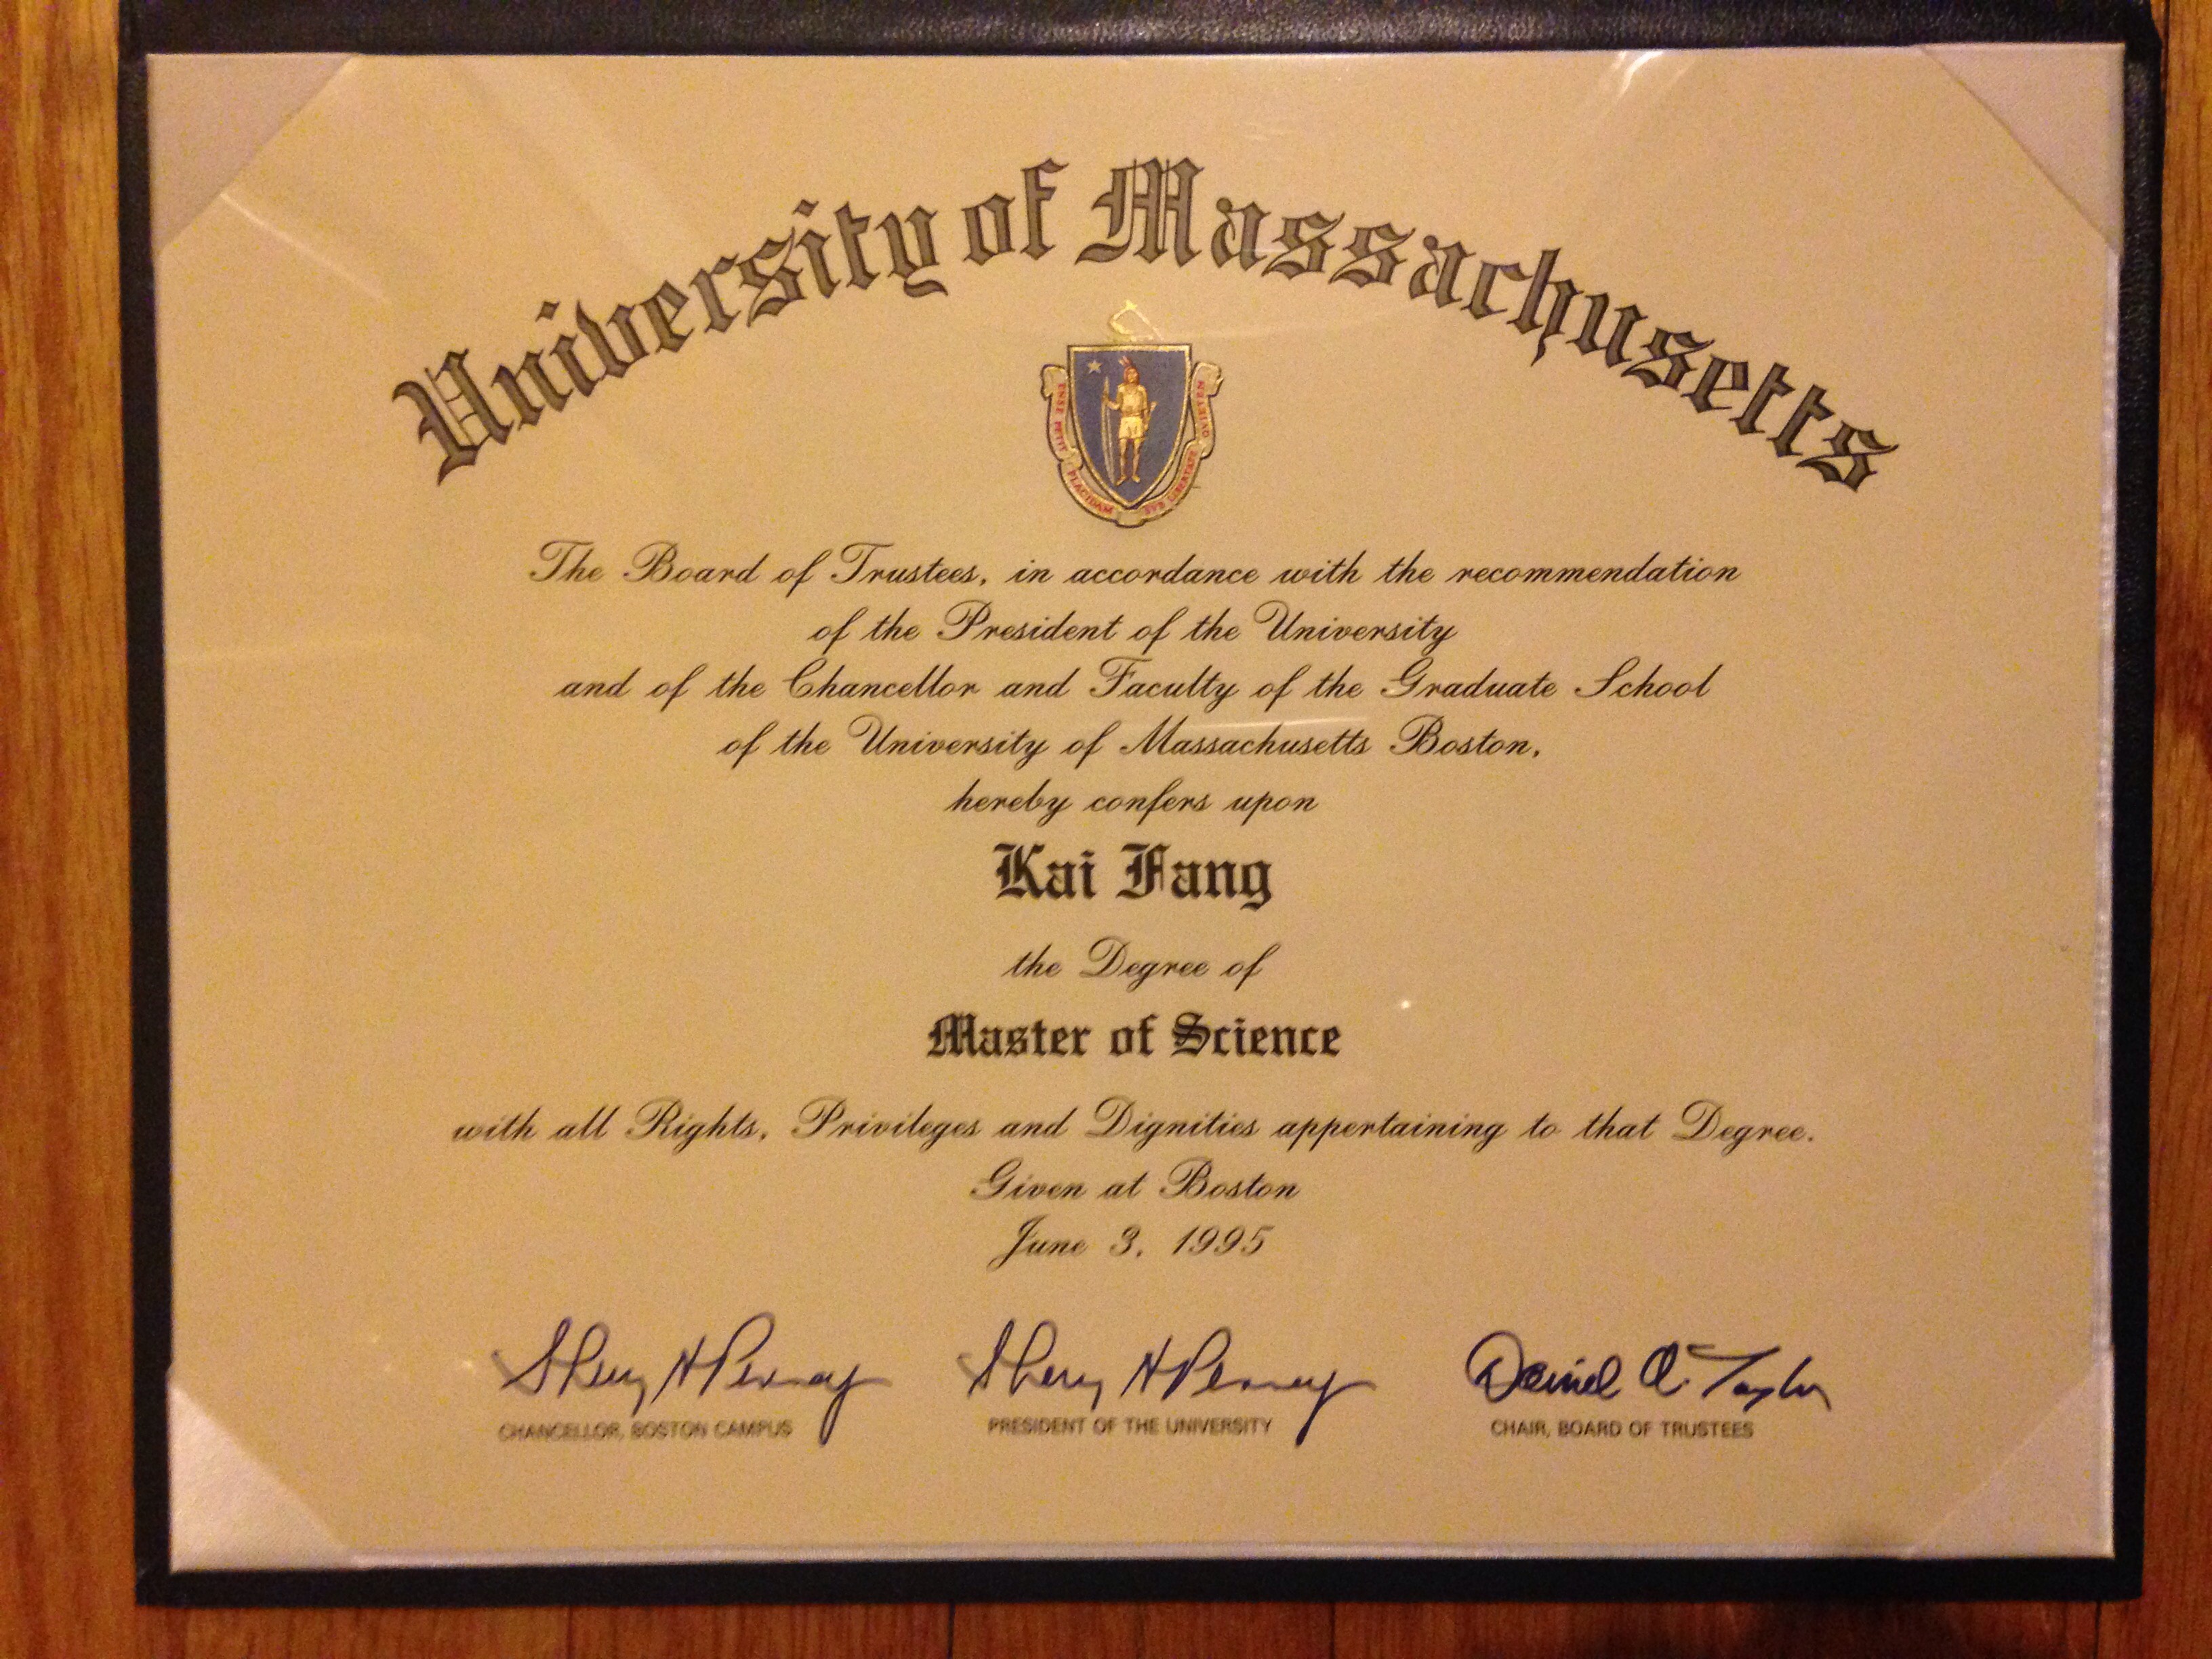 University of Massachusetts
ENSE PETIT PLACIDAM SVB LIBERTATE QVIETEM
The Board of Trustees, in accordance with the recommendation
of the President of the University
and of the Chancellor and Faculty of the Graduate School
of the University of Massachusetts Boston,
hereby confers upon
Kai Fang
the Degree of
Master of Science
with all Rights, Privileges and Dignities appertaining to that Degree.
Given at Boston
June 3, 1995
Sherry H Penney Sherry H Penney Daniel A. Taylor
CHANCELLOR, BOSTON CAMPUS PRESIDENT OF THE UNIVERSITY CHAIR, BOARD OF TRUSTEES